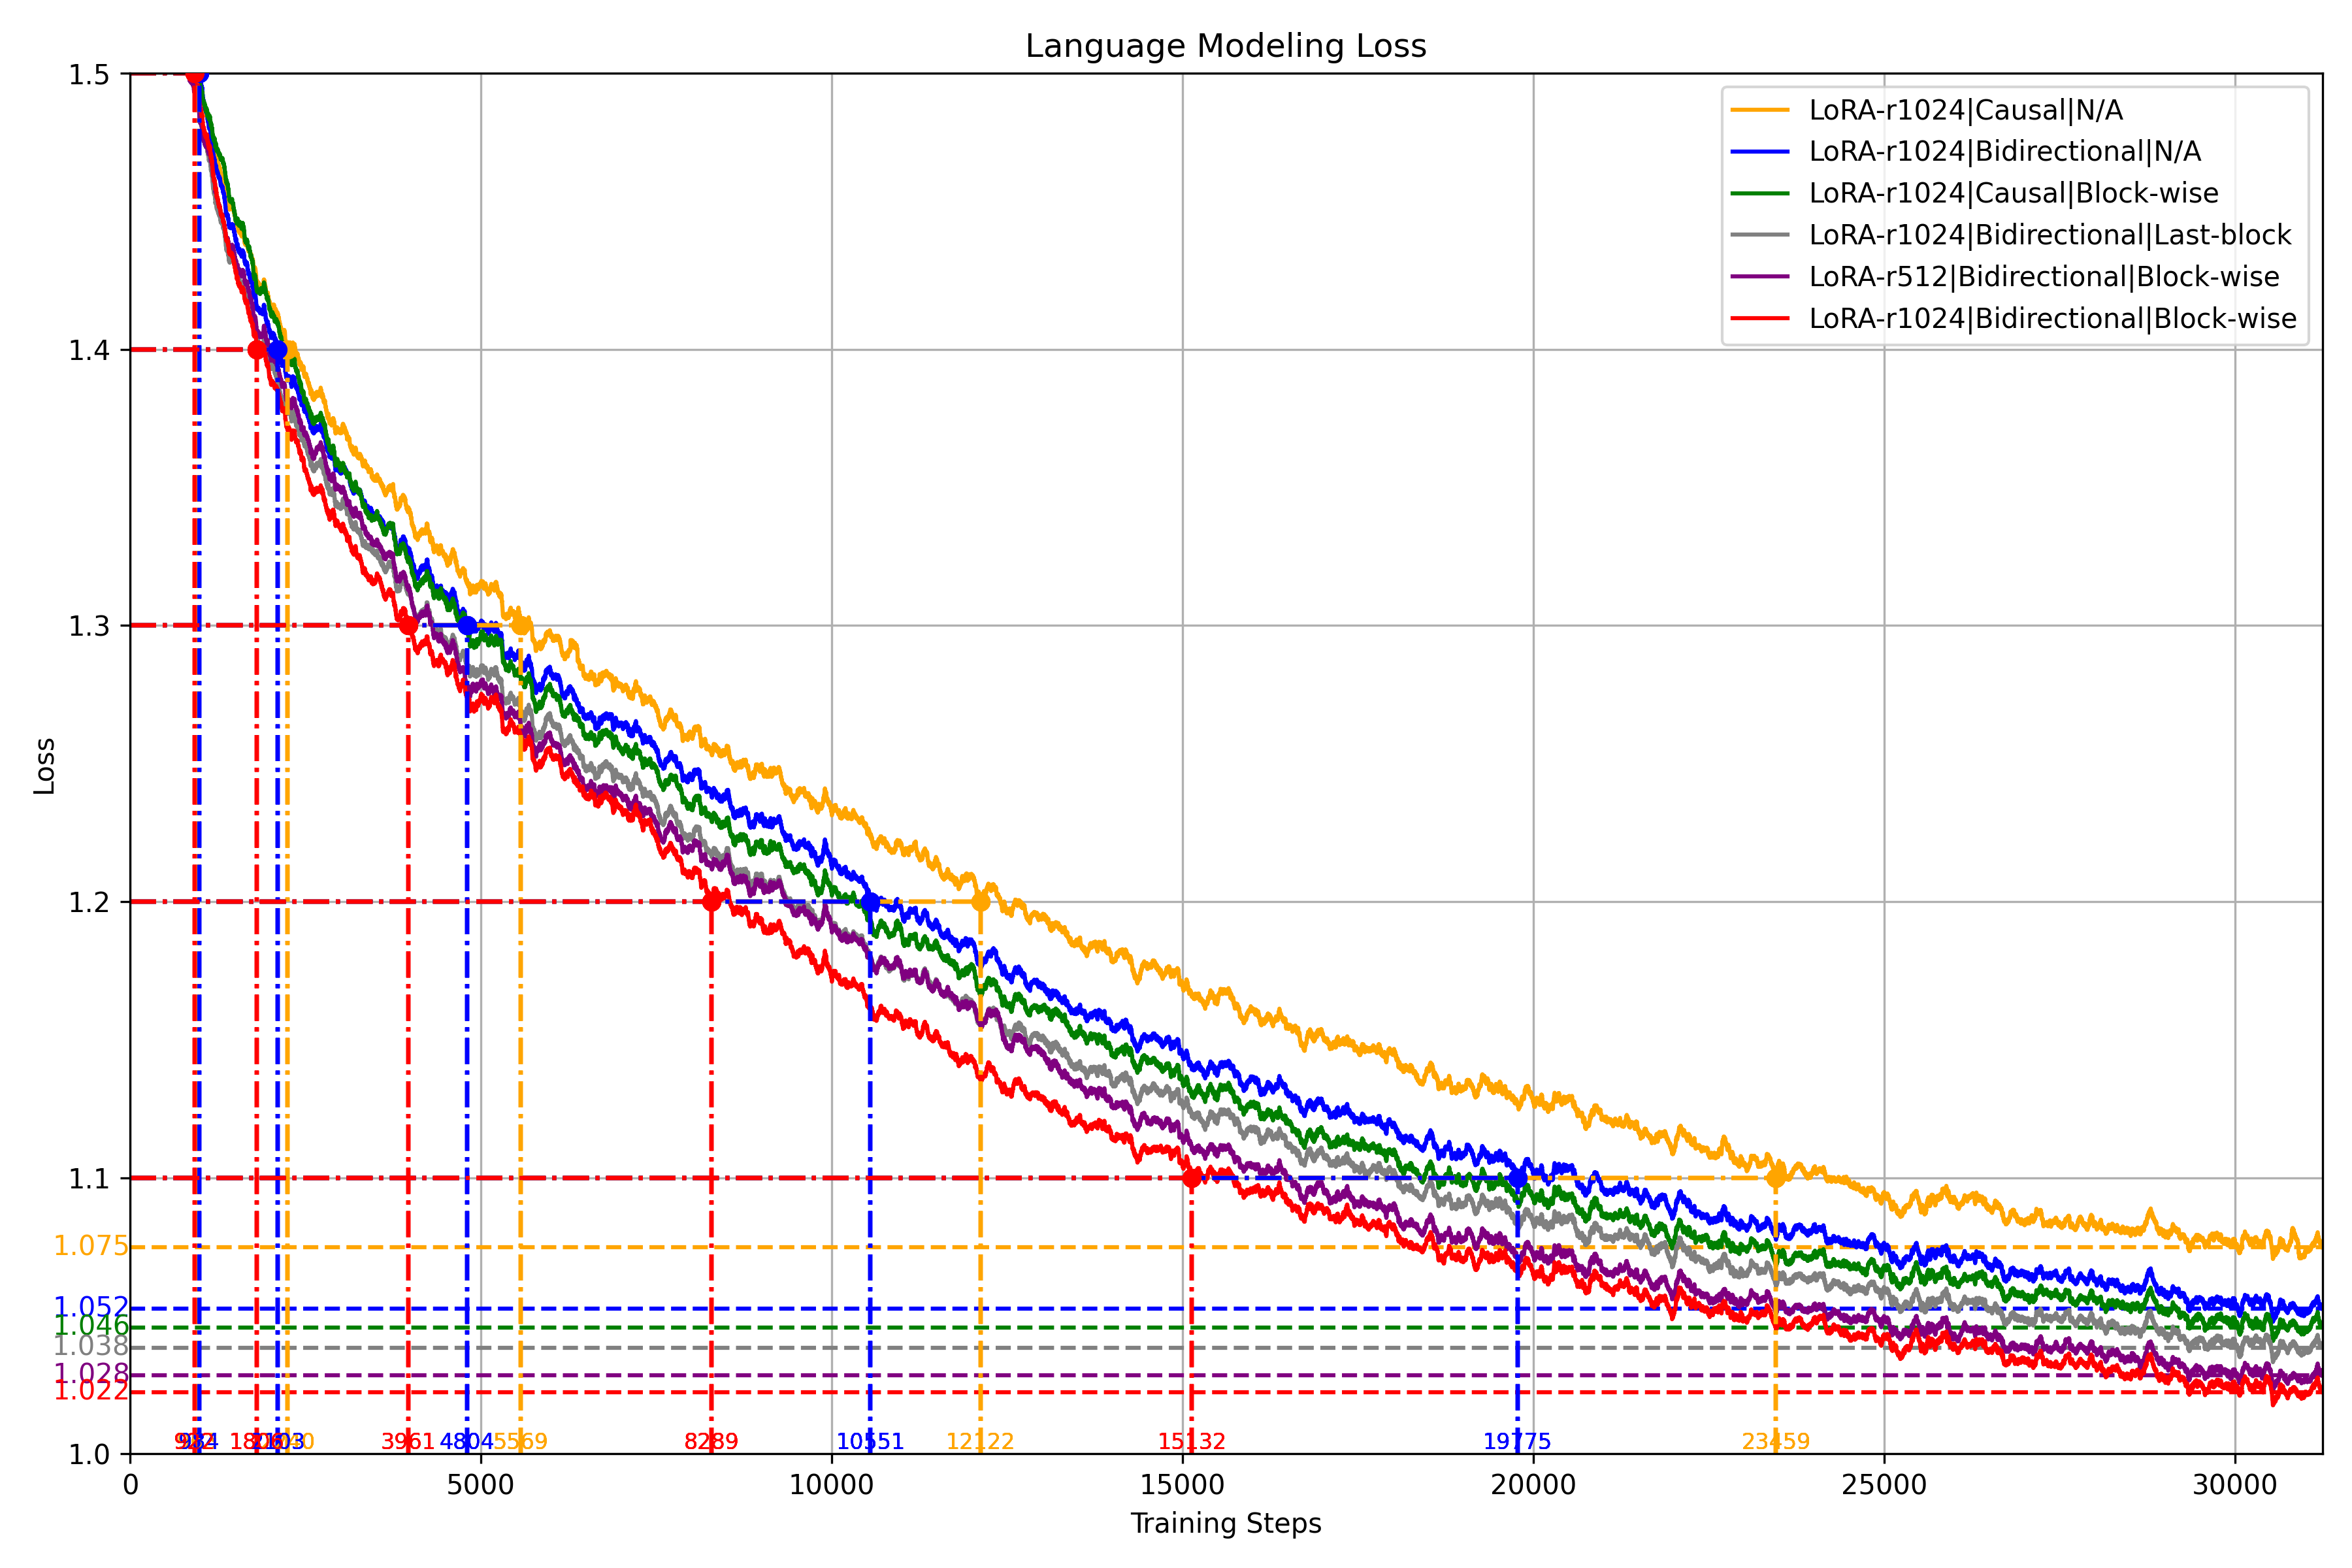 Language Modeling Loss
1.5
1.4
1.3
1.2
1.1
1.0
Loss
1.075
1.052
1.046
1.038
1.028
1.022
LoRA-r1024|Causal|N/A
LoRA-r1024|Bidirectional|N/A
LoRA-r1024|Causal|Block-wise
LoRA-r1024|Bidirectional|Last-block
LoRA-r512|Bidirectional|Block-wise
LoRA-r1024|Bidirectional|Block-wise
2103 3961 4804 5569 8289 10551 12122 15132 19775 23459
0 5000 10000 15000 20000 25000 30000
Training Steps